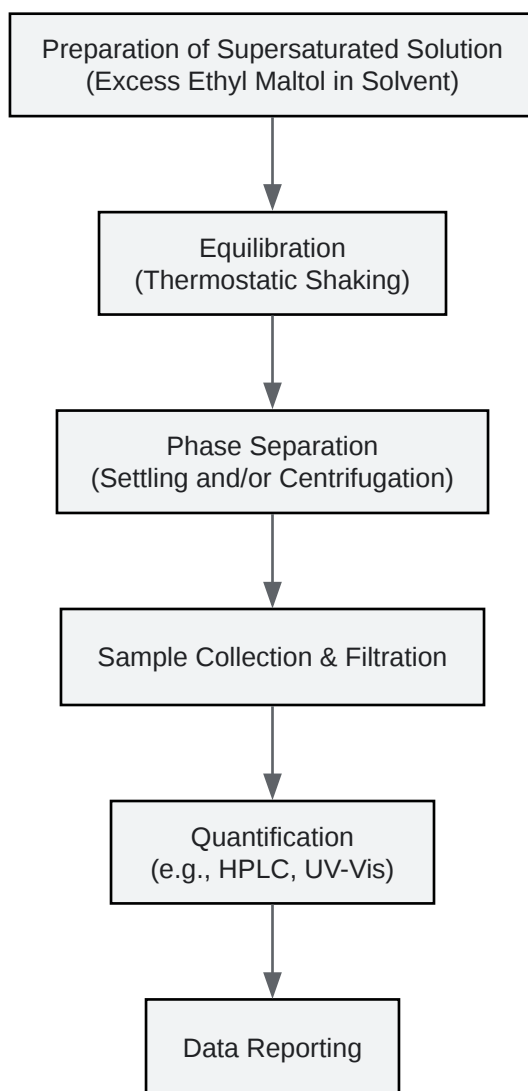 Preparation of Supersaturated Solution
(Excess Ethyl Maltol in Solvent)
Equilibration
(Thermostatic Shaking)
Phase Separation
(Settling and/or Centrifugation)
Sample Collection & Filtration
Quantification
(e.g., HPLC, UV-Vis)
Data Reporting